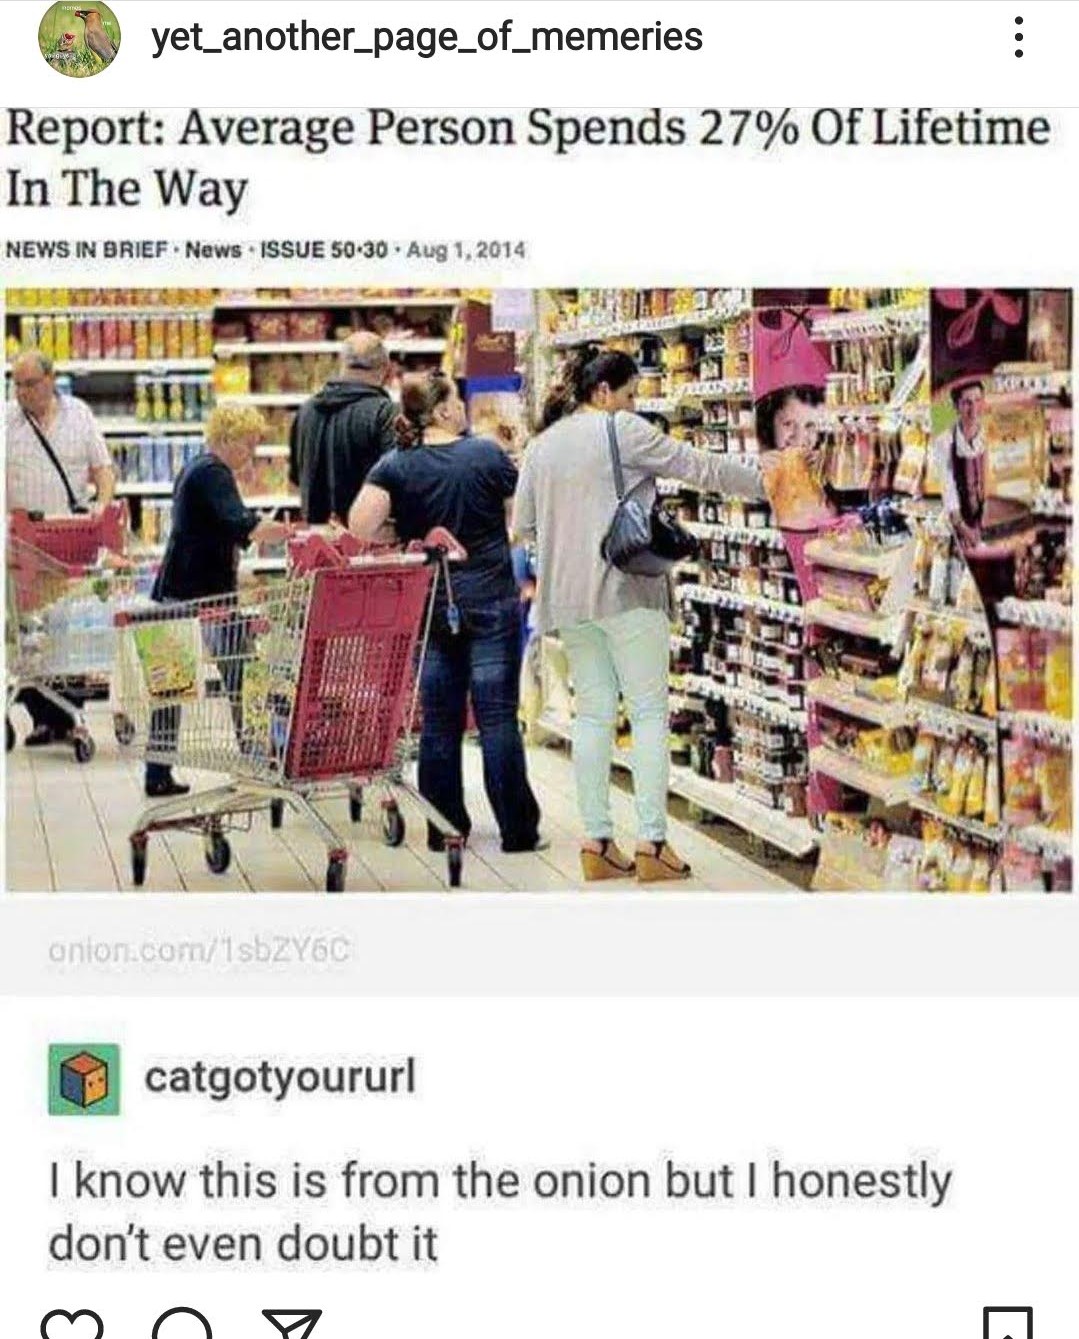 yet_another_page_of_memeries
Report: Average Person Spends 27% Of Lifetime
In The Way
NEWS IN BRIEF · News · ISSUE 50•30 · Aug 1, 2014
onion.com/1sbZY6C
catgotyoururl
I know this is from the onion but I honestly
don't even doubt it